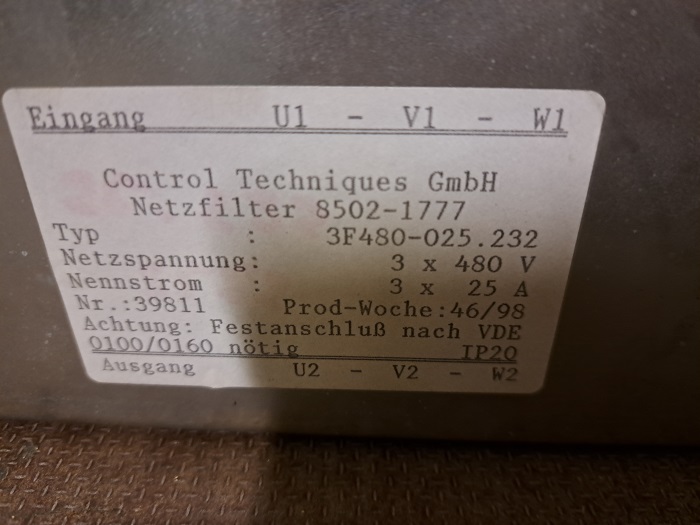 Eingang U1 - V1 - W1
Control Techniques GmbH
Netzfilter 8502-1777
Typ : 3F480-025.232
Netzspannung: 3 x 480 V
Nennstrom : 3 x 25 A
Nr.:39811 Prod-Woche:46/98
Achtung: Festanschluß nach VDE
0100/0160 nötig IP20
Ausgang U2 - V2 - W2